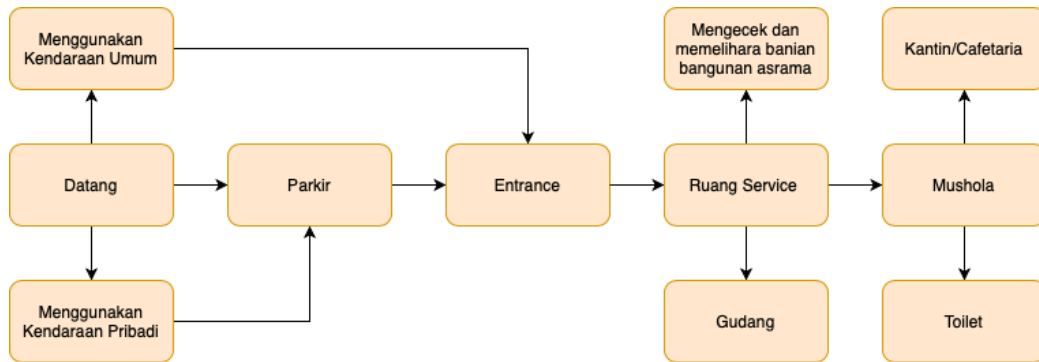 Menggunakan
Kendaraan Umum
Mengecek dan
memelihara banian
bangunan asrama
Kantin/Cafetaria
Datang
Parkir
Entrance
Ruang Service
Mushola
Menggunakan
Kendaraan Pribadi
Gudang
Toilet